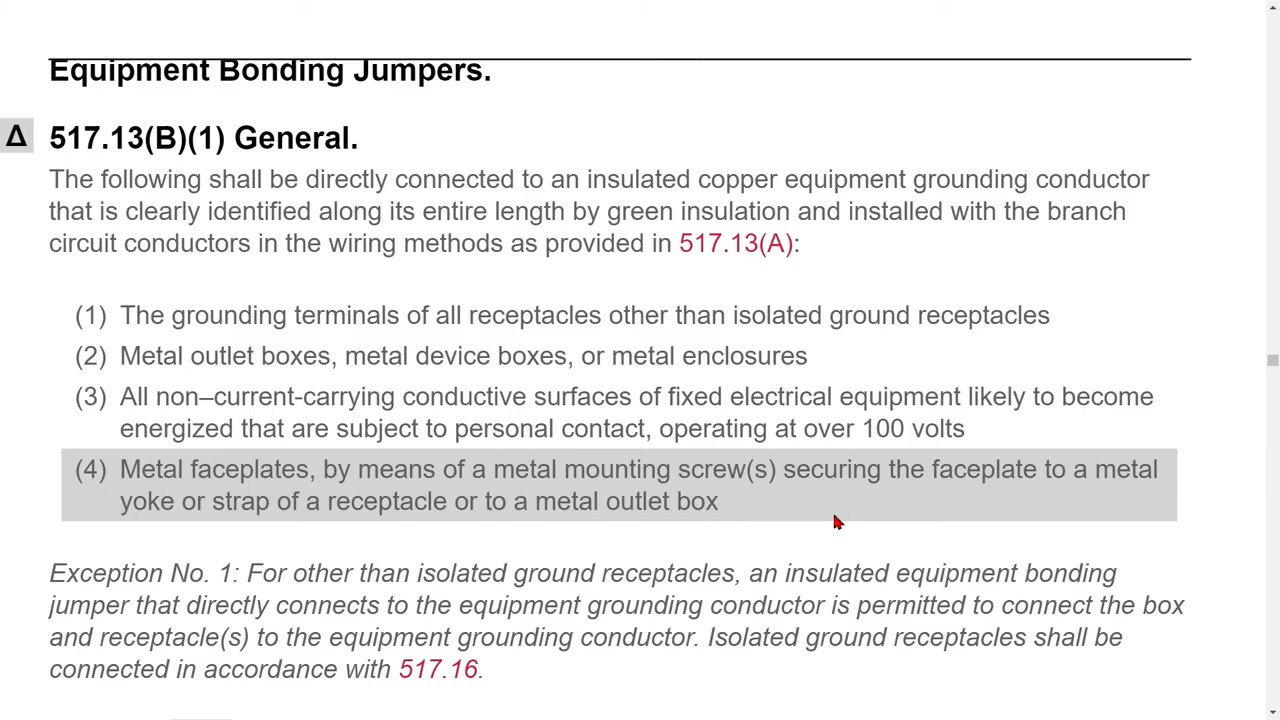 Equipment Bonding Jumpers.
Δ 517.13(B)(1) General.
The following shall be directly connected to an insulated copper equipment grounding conductor
that is clearly identified along its entire length by green insulation and installed with the branch
circuit conductors in the wiring methods as provided in 517.13(A):
(1) The grounding terminals of all receptacles other than isolated ground receptacles
(2) Metal outlet boxes, metal device boxes, or metal enclosures
(3) All non–current-carrying conductive surfaces of fixed electrical equipment likely to become
energized that are subject to personal contact, operating at over 100 volts
(4) Metal faceplates, by means of a metal mounting screw(s) securing the faceplate to a metal
yoke or strap of a receptacle or to a metal outlet box
Exception No. 1: For other than isolated ground receptacles, an insulated equipment bonding
jumper that directly connects to the equipment grounding conductor is permitted to connect the box
and receptacle(s) to the equipment grounding conductor. Isolated ground receptacles shall be
connected in accordance with 517.16.